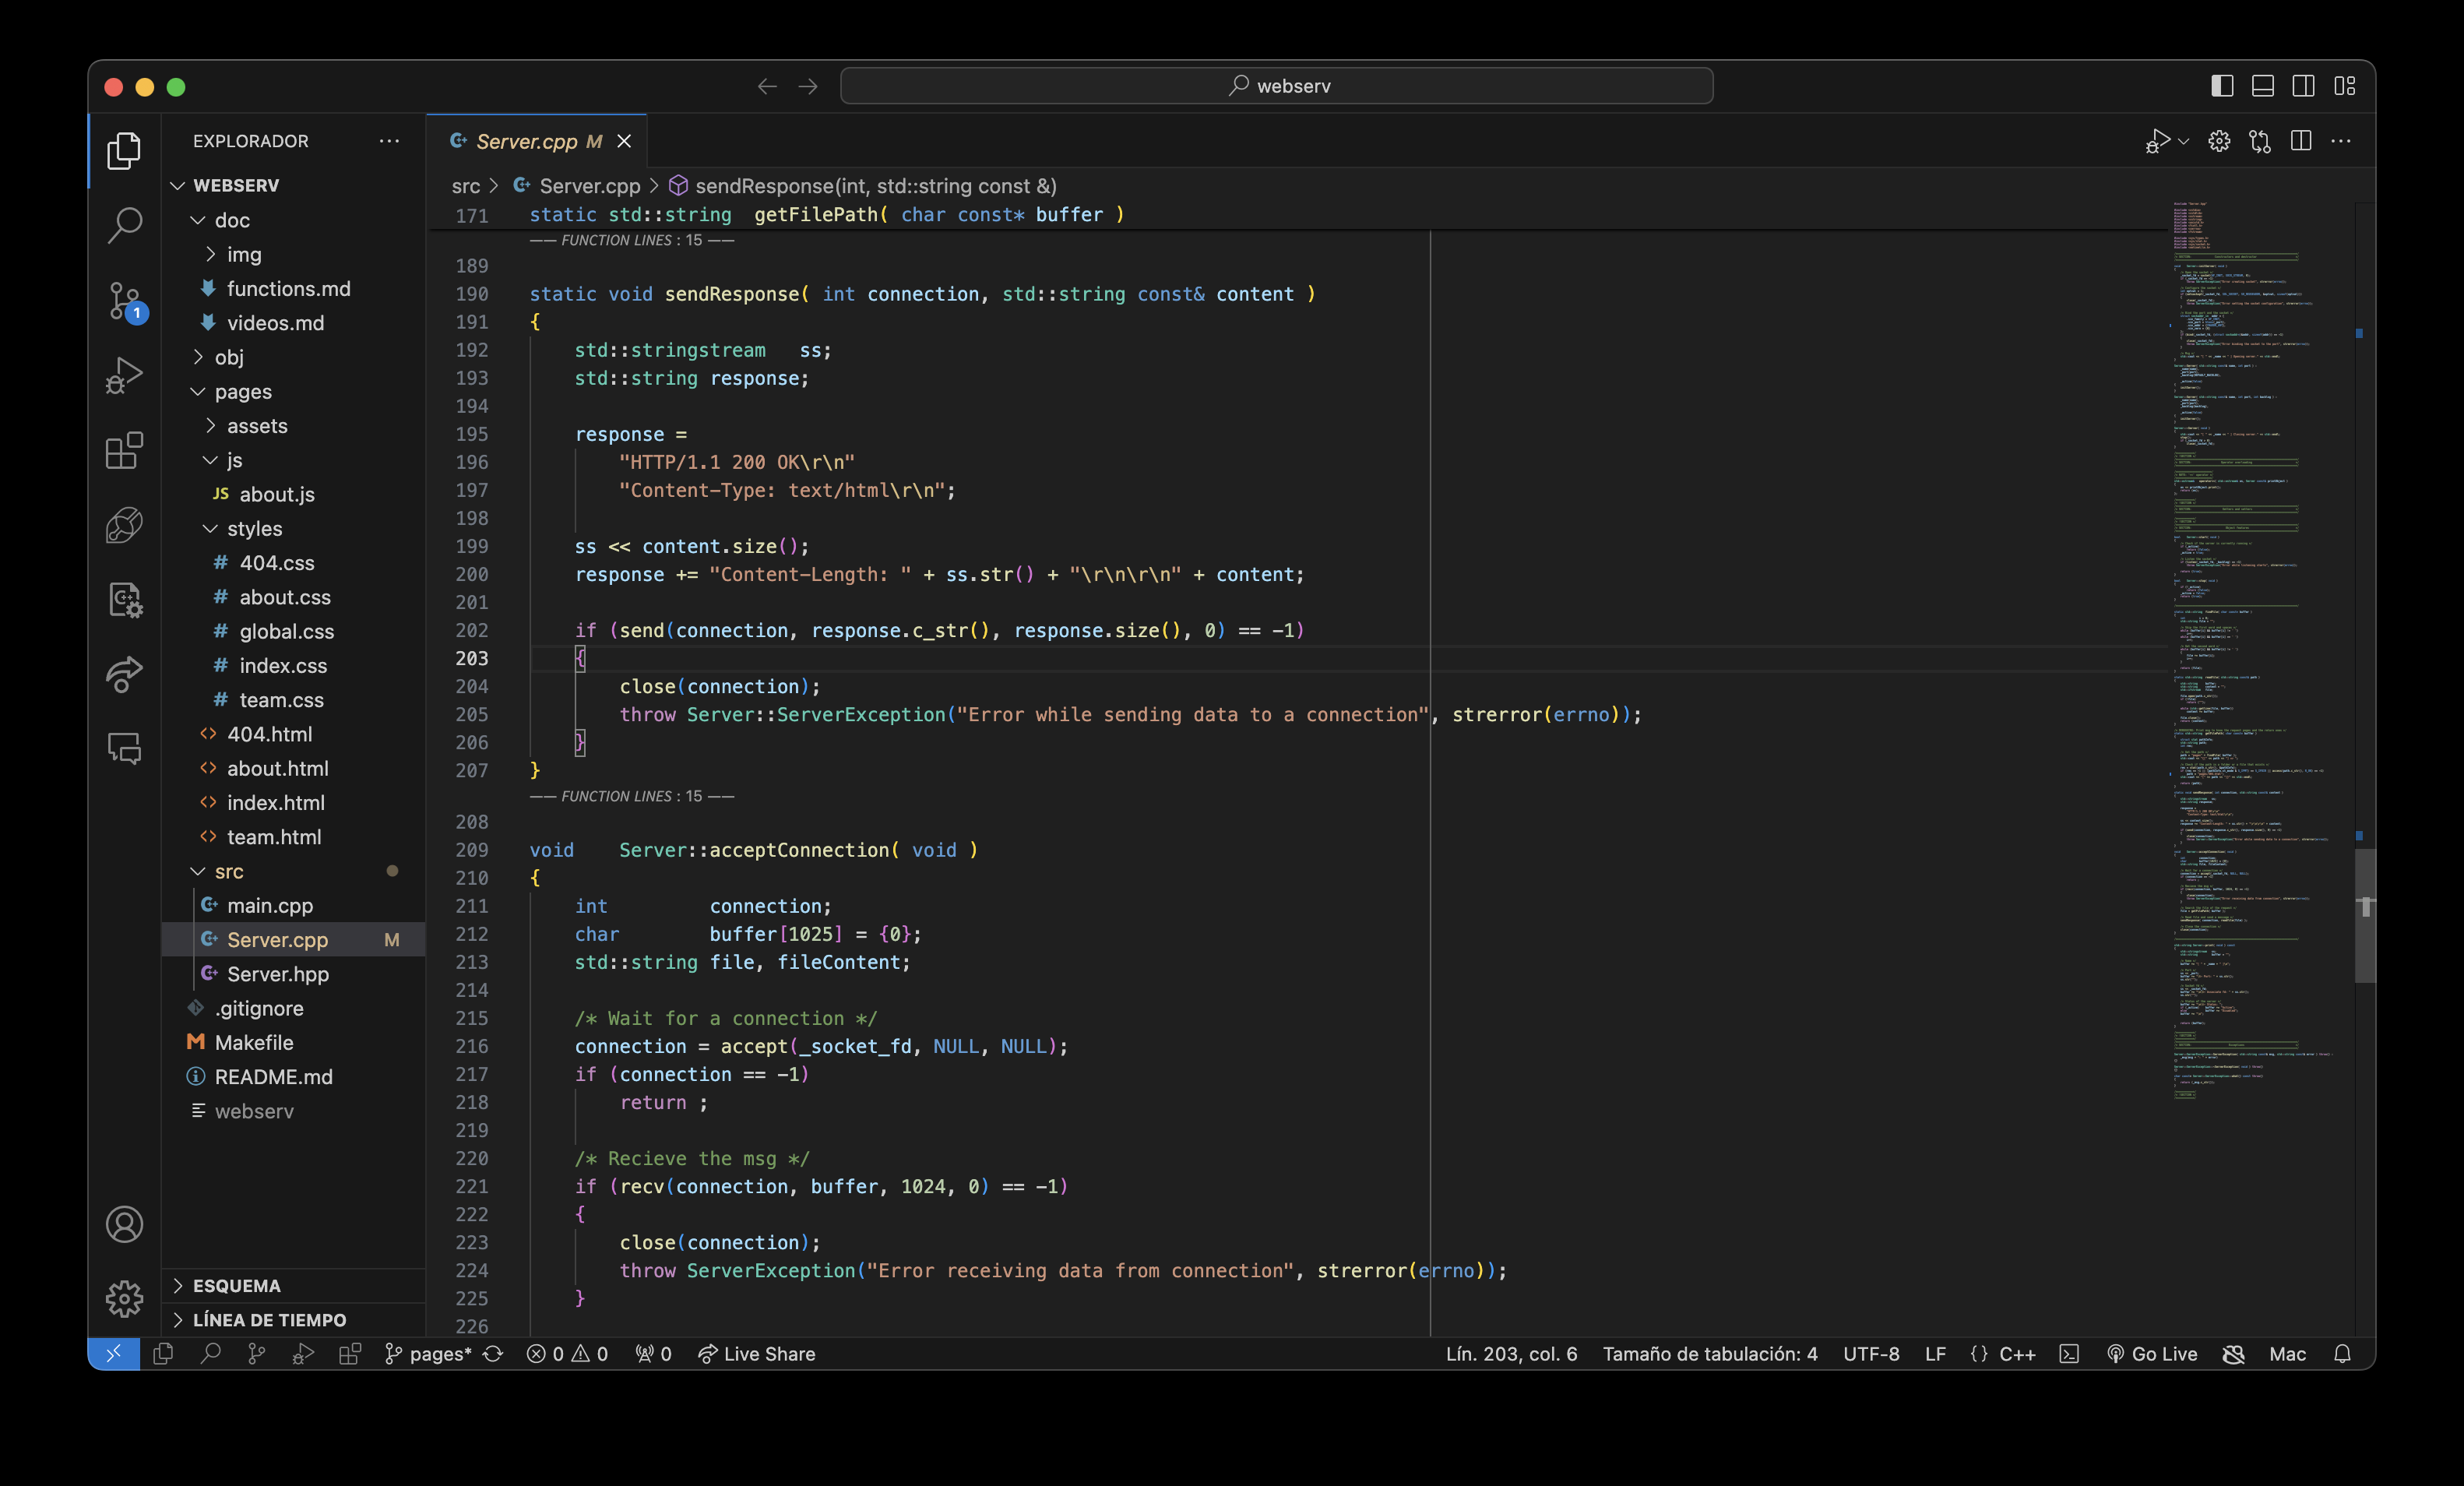 webserv
EXPLORADOR
WEBSERV
doc
img
functions.md
videos.md
obj
pages
assets
js
JS about.js
styles
# 404.css
# about.css
# global.css
# index.css
# team.css
<> 404.html
<> about.html
<> index.html
<> team.html
src
main.cpp
Server.cpp M
Server.hpp
.gitignore
Makefile
README.md
webserv
ESQUEMA
LÍNEA DE TIEMPO
1
Server.cpp M
src > Server.cpp > sendResponse(int, std::string const &)
171 static std::string getFilePath( char const* buffer )
—— FUNCTION LINES : 15 ——
189
190 static void sendResponse( int connection, std::string const& content )
191 {
192 std::stringstream ss;
193 std::string response;
194
195 response =
196 "HTTP/1.1 200 OK\r\n"
197 "Content-Type: text/html\r\n";
198
199 ss << content.size();
200 response += "Content-Length: " + ss.str() + "\r\n\r\n" + content;
201
202 if (send(connection, response.c_str(), response.size(), 0) == -1)
203 {
204 close(connection);
205 throw Server::ServerException("Error while sending data to a connection", strerror(errno));
206 }
207 }
—— FUNCTION LINES : 15 ——
208
209 void Server::acceptConnection( void )
210 {
211 int connection;
212 char buffer[1025] = {0};
213 std::string file, fileContent;
214
215 /* Wait for a connection */
216 connection = accept(_socket_fd, NULL, NULL);
217 if (connection == -1)
218 return ;
219
220 /* Recieve the msg */
221 if (recv(connection, buffer, 1024, 0) == -1)
222 {
223 close(connection);
224 throw ServerException("Error receiving data from connection", strerror(errno));
225 }
226
pages* 0 0 0 Live Share Lín. 203, col. 6 Tamaño de tabulación: 4 UTF-8 LF {} C++ Go Live Mac